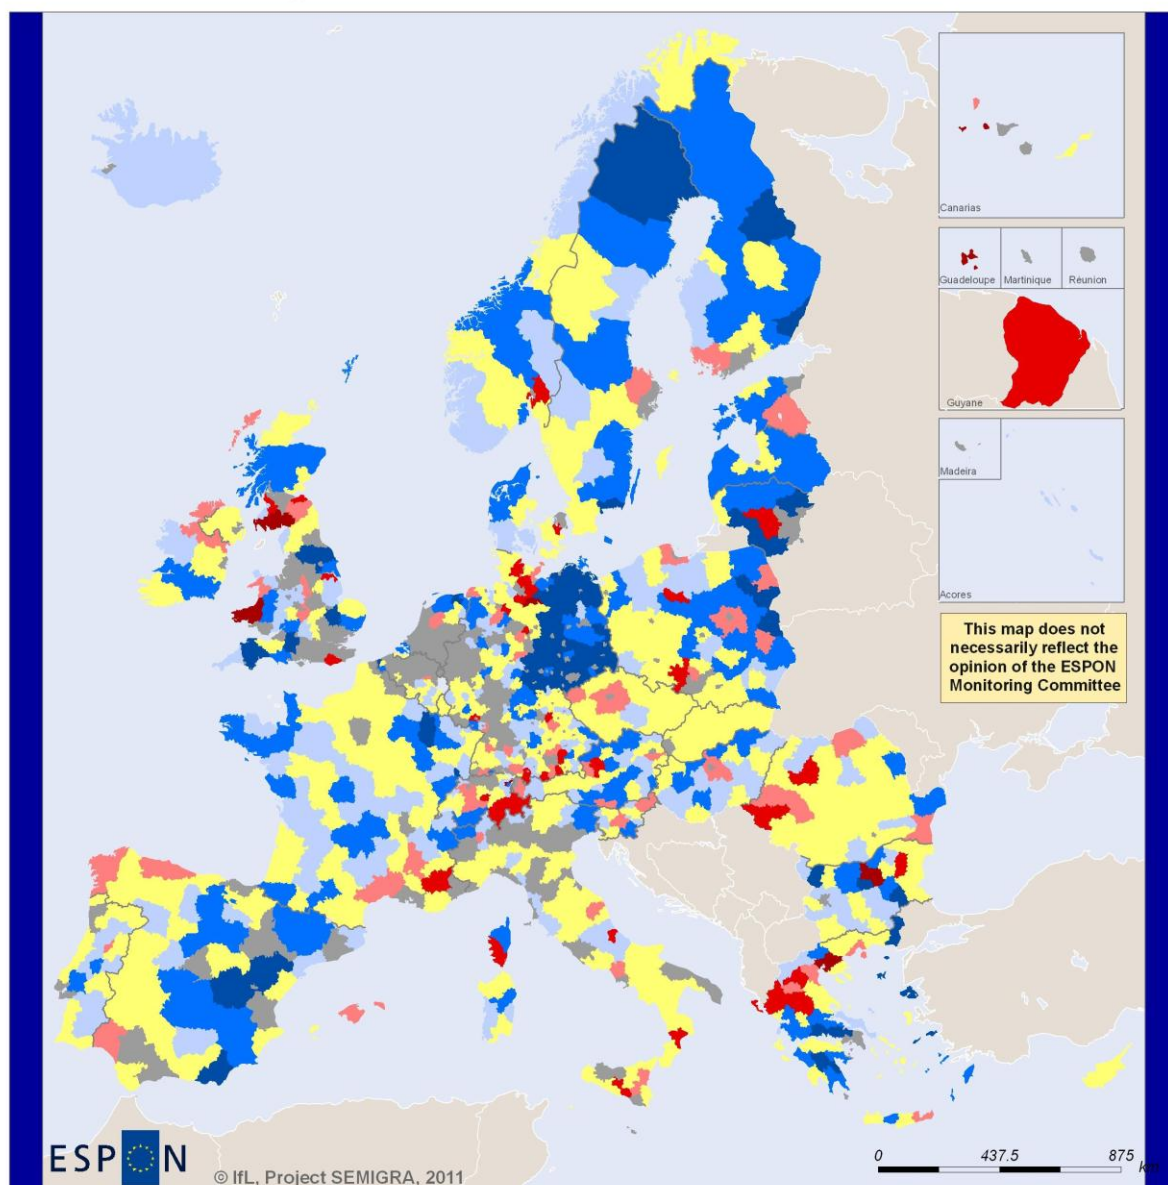 Canarias
Guadeloupe
Martinique
Réunion
Guyane
Madeira
Acores
This map does not
necessarily reflect the
opinion of the ESPON
Monitoring Committee
ESPON
© IfL, Project SEMIGRA, 2011
0 437.5 875
km